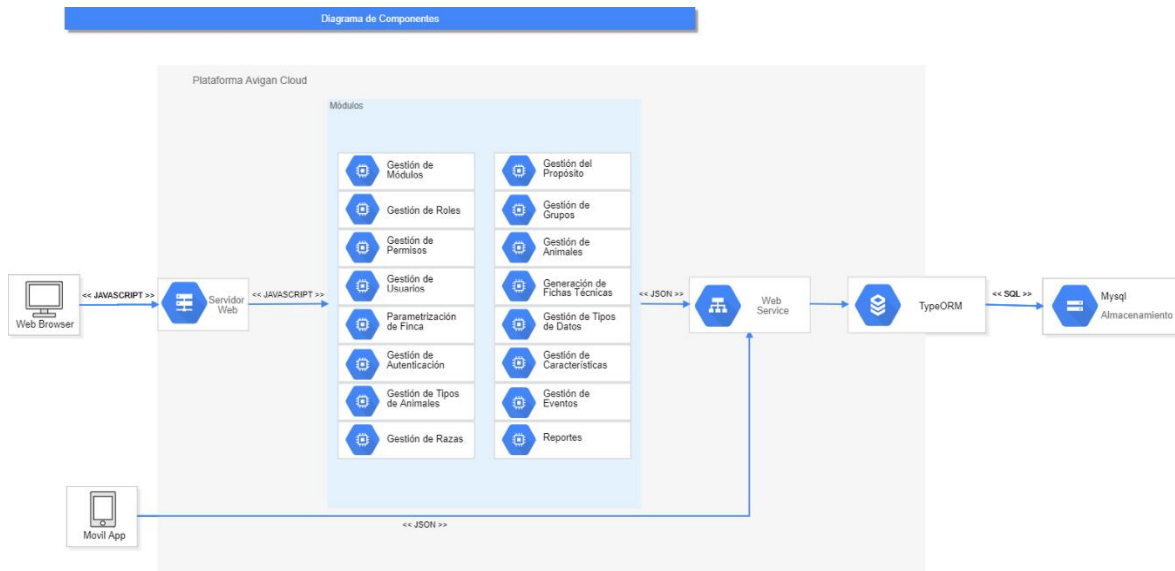 Diagrama de Componentes
Plataforma Avigan Cloud
Módulos
Gestión de
Módulos
Gestión de Roles
Gestión de
Permisos
Gestión de
Usuarios
Parametrización
de Finca
Gestión de
Autenticación
Gestión de Tipos
de Animales
Gestión de Razas
Gestión del
Propósito
Gestión de
Grupos
Gestión de
Animales
Generación de
Fichas Técnicas
Gestión de Tipos
de Datos
Gestión de
Características
Gestión de
Eventos
Reportes
Web Browser
<< JAVASCRIPT >>
Servidor
Web
<< JAVASCRIPT >>
<< JSON >>
Web
Service
TypeORM
<< SQL >>
Mysql
Almacenamiento
Movil App
<< JSON >>